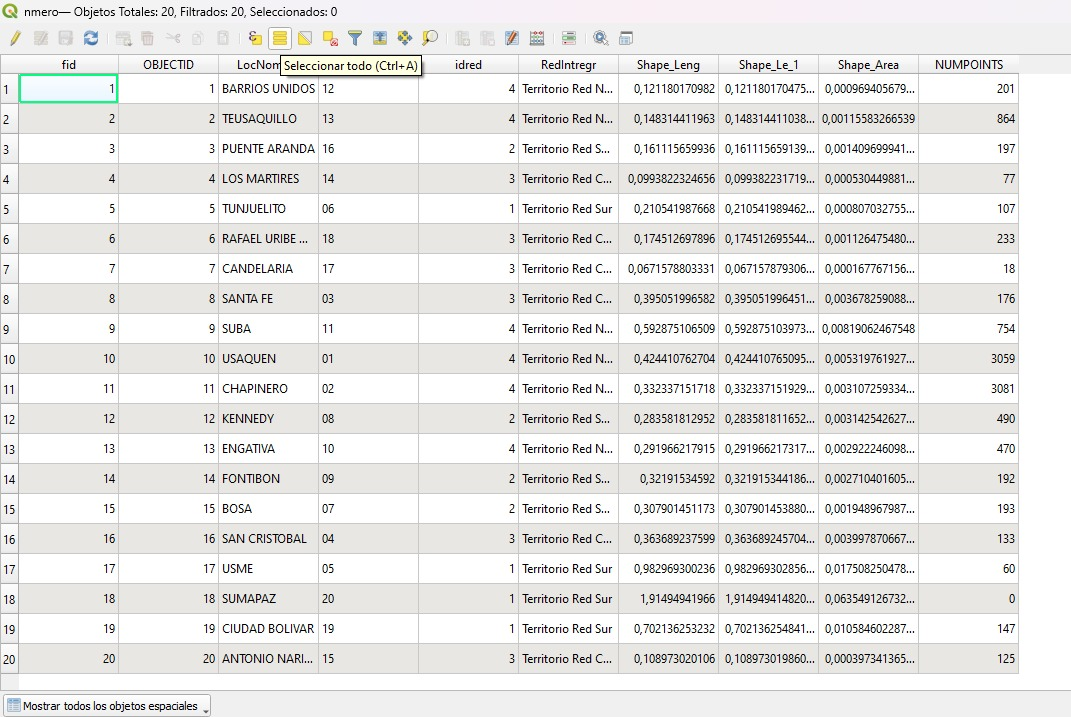 nmero— Objetos Totales: 20, Filtrados: 20, Seleccionados: 0
Seleccionar todo (Ctrl+A)
fid OBJECTID LocNom idred RedIntregr Shape_Leng Shape_Le_1 Shape_Area NUMPOINTS
1 1 1 BARRIOS UNIDOS 12 4 Territorio Red N... 0,121180170982 0,121180170475... 0,000969405679... 201
2 2 2 TEUSAQUILLO 13 4 Territorio Red N... 0,148314411963 0,148314411038... 0,00115583266539 864
3 3 3 PUENTE ARANDA 16 2 Territorio Red S... 0,161115659936 0,161115659139... 0,001409699941... 197
4 4 4 LOS MARTIRES 14 3 Territorio Red C... 0,0993822324656 0,099382231719... 0,000530449881... 77
5 5 5 TUNJUELITO 06 1 Territorio Red Sur 0,210541987668 0,210541989462... 0,000807032755... 107
6 6 6 RAFAEL URIBE ... 18 3 Territorio Red C... 0,174512697896 0,174512695544... 0,001126475480... 233
7 7 7 CANDELARIA 17 3 Territorio Red C... 0,0671578803331 0,067157879306... 0,000167767156... 18
8 8 8 SANTA FE 03 3 Territorio Red C... 0,395051996582 0,395051996451... 0,003678259088... 176
9 9 9 SUBA 11 4 Territorio Red N... 0,592875106509 0,592875103973... 0,00819062467548 754
10 10 10 USAQUEN 01 4 Territorio Red N... 0,424410762704 0,424410765095... 0,005319761927... 3059
11 11 11 CHAPINERO 02 4 Territorio Red N... 0,332337151718 0,332337151929... 0,003107259334... 3081
12 12 12 KENNEDY 08 2 Territorio Red S... 0,283581812952 0,283581811652... 0,003142542627... 490
13 13 13 ENGATIVA 10 4 Territorio Red N... 0,291966217915 0,291966217317... 0,002922246098... 470
14 14 14 FONTIBON 09 2 Territorio Red S... 0,32191534592 0,321915344186... 0,002710401605... 192
15 15 15 BOSA 07 2 Territorio Red S... 0,307901451173 0,307901453880... 0,001948967987... 193
16 16 16 SAN CRISTOBAL 04 3 Territorio Red C... 0,363689237599 0,363689245704... 0,003997870667... 133
17 17 17 USME 05 1 Territorio Red Sur 0,982969300236 0,982969302856... 0,017508250478... 60
18 18 18 SUMAPAZ 20 1 Territorio Red Sur 1,91494941966 1,914949414820... 0,063549126732... 0
19 19 19 CIUDAD BOLIVAR 19 1 Territorio Red Sur 0,702136253232 0,702136254841... 0,010584602287... 147
20 20 20 ANTONIO NARI... 15 3 Territorio Red C... 0,108973020106 0,108973019860... 0,000397341365... 125
Mostrar todos los objetos espaciales